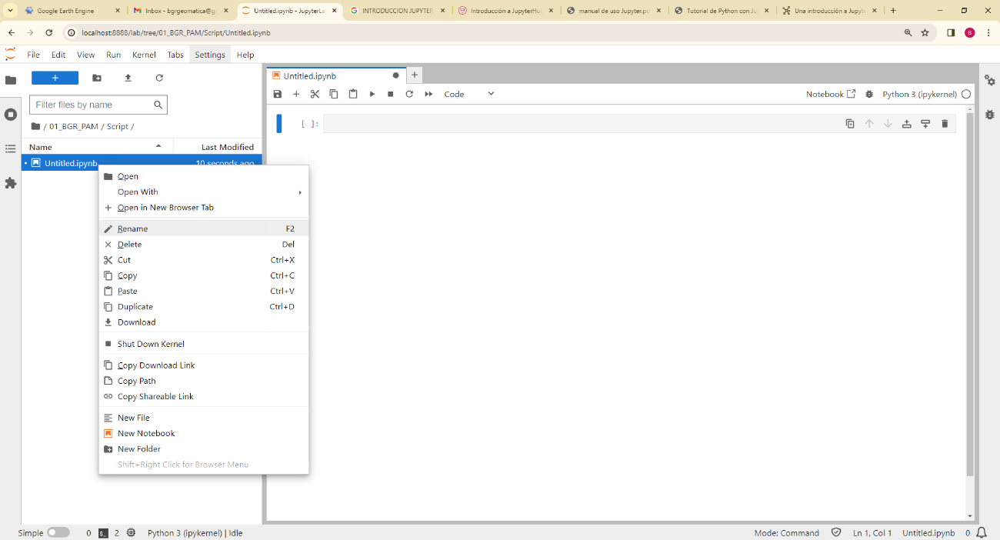 Google Earth Engine
Inbox - bgrgeomatica@g
Untitled.ipynb - JupyterLa
INTRODUCCION JUPYTER
Introducción a JupyterHu
manual de uso Jupyter.pd
Tutorial de Python con Ju
Una introducción a Jupyte
localhost:8888/lab/tree/01_BGR_PAM/Script/Untitled.ipynb
B
File Edit View Run Kernel Tabs Settings Help
Untitled.ipynb
Filter files by name
Code
Notebook
Python 3 (ipykernel)
/ 01_BGR_PAM / Script /
[ ]:
Name
Last Modified
Untitled.ipynb
10 seconds ago
Open
Open With
Open in New Browser Tab
Rename F2
Delete Del
Cut Ctrl+X
Copy Ctrl+C
Paste Ctrl+V
Duplicate Ctrl+D
Download
Shut Down Kernel
Copy Download Link
Copy Path
Copy Shareable Link
New File
New Notebook
New Folder
Shift+Right Click for Browser Menu
Simple 0 $_ 2 Python 3 (ipykernel) | Idle
Mode: Command Ln 1, Col 1 Untitled.ipynb 0